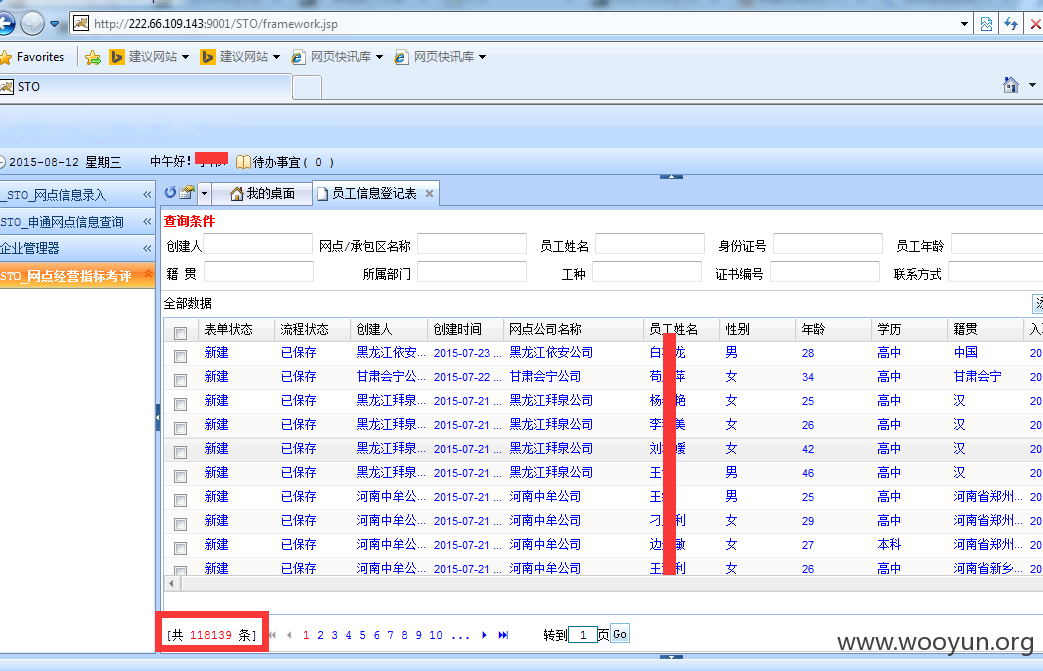 http://222.66.109.143:9001/STO/framework.jsp
Favorites 建议网站 建议网站 网页快讯库 网页快讯库
STO
2015-08-12 星期三 中午好! 待办事宜( 0 )
_STO_网点信息录入 « 我的桌面 员工信息登记表
STO_申通网点信息查询 «
企业管理器 «
STO_网点经营指标考评
查询条件
创建人 网点/承包区名称 员工姓名 身份证号 员工年龄
籍 贯 所属部门 工种 证书编号 联系方式
全部数据
表单状态 流程状态 创建人 创建时间 网点公司名称 员工姓名 性别 年龄 学历 籍贯 入
新建 已保存 黑龙江依安... 2015-07-23 ... 黑龙江依安公司 白 龙 男 28 高中 中国 20
新建 已保存 甘肃会宁公... 2015-07-22 ... 甘肃会宁公司 苟 萍 女 34 高中 甘肃会宁 20
新建 已保存 黑龙江拜泉... 2015-07-21 ... 黑龙江拜泉公司 杨 艳 女 25 高中 汉 20
新建 已保存 黑龙江拜泉... 2015-07-21 ... 黑龙江拜泉公司 李 美 女 26 高中 汉 20
新建 已保存 黑龙江拜泉... 2015-07-21 ... 黑龙江拜泉公司 刘 媛 女 42 高中 汉 20
新建 已保存 黑龙江拜泉... 2015-07-21 ... 黑龙江拜泉公司 王 男 46 高中 汉 20
新建 已保存 河南中牟公... 2015-07-21 ... 河南中牟公司 王 男 25 高中 河南省郑州... 20
新建 已保存 河南中牟公... 2015-07-21 ... 河南中牟公司 刁 利 女 29 高中 河南省郑州... 20
新建 已保存 河南中牟公... 2015-07-21 ... 河南中牟公司 边 敏 女 27 本科 河南省郑州... 20
新建 已保存 河南中牟公... 2015-07-21 ... 河南中牟公司 王 利 女 26 高中 河南省新乡... 20
[共 118139 条] 1 2 3 4 5 6 7 8 9 10 ... 转到 1 页 Go
www.wooyun.org